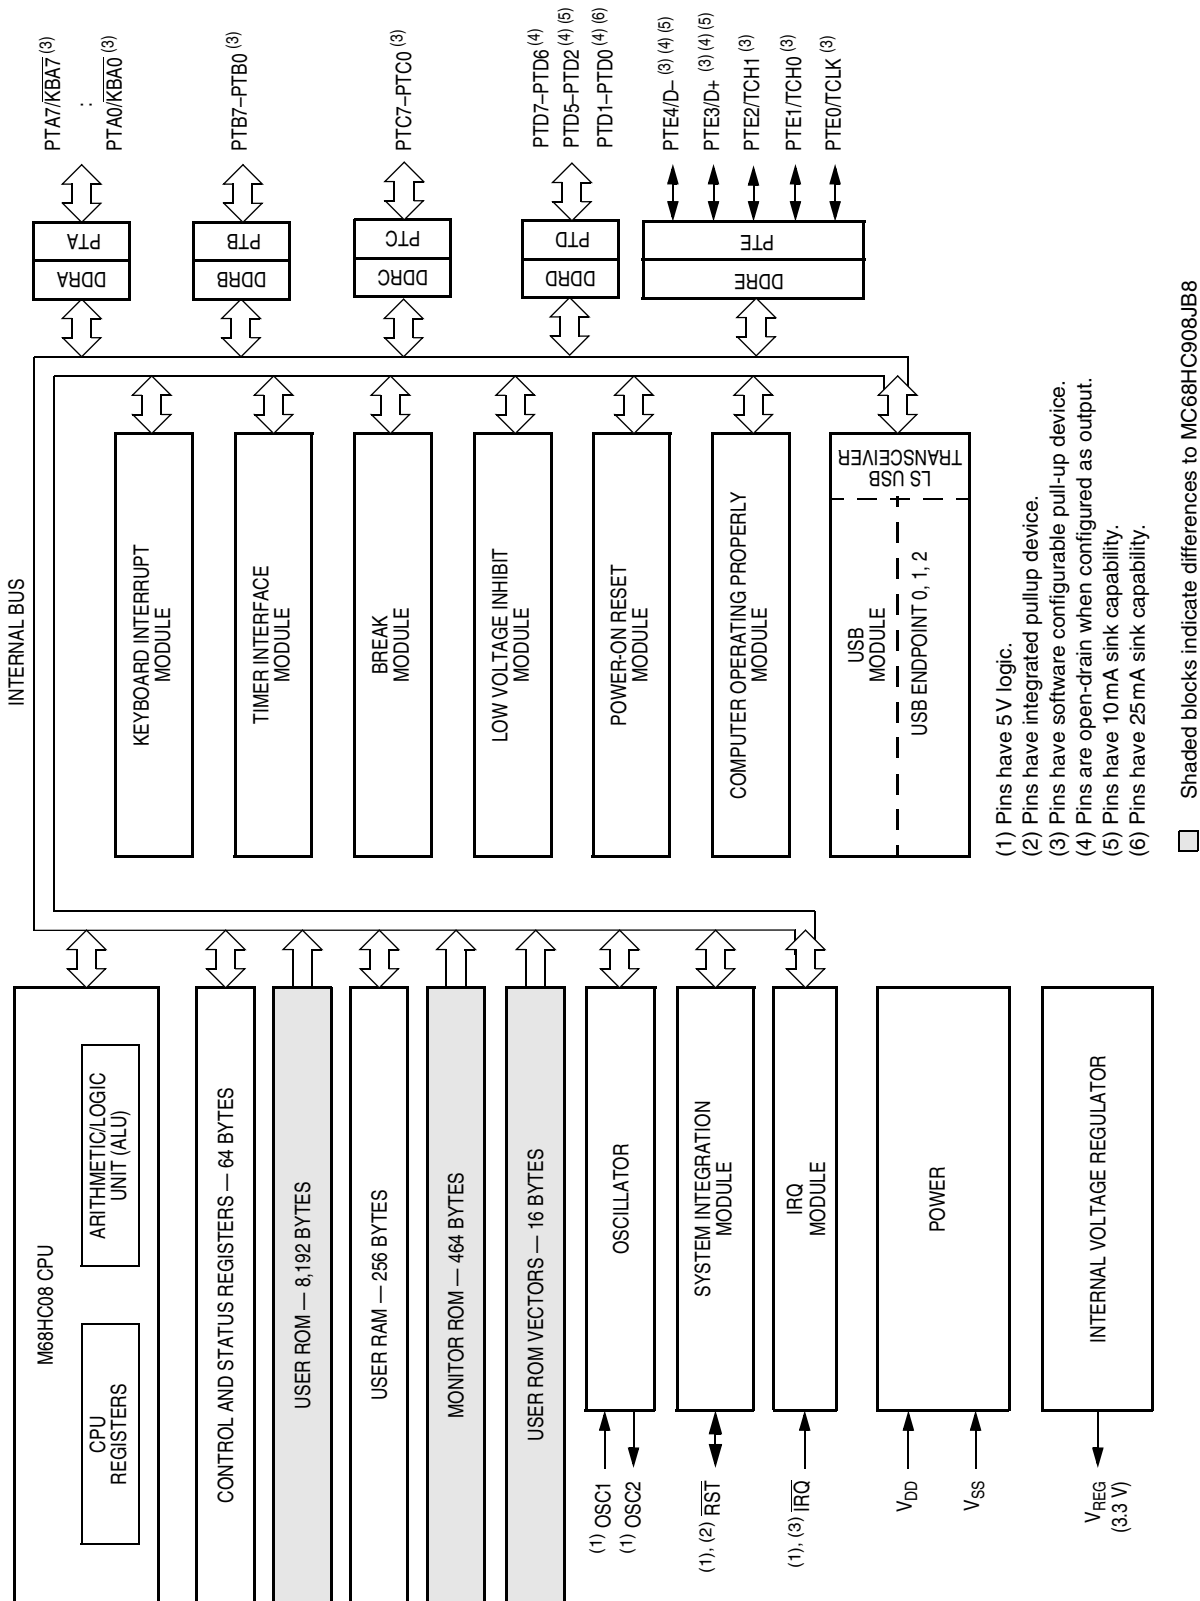 INTERNAL BUS
M68HC08 CPU
CPU
REGISTERS
ARITHMETIC/LOGIC
UNIT (ALU)
CONTROL AND STATUS REGISTERS — 64 BYTES
USER ROM — 8,192 BYTES
USER RAM — 256 BYTES
MONITOR ROM — 464 BYTES
USER ROM VECTORS — 16 BYTES
(1) OSC1
(1) OSC2
OSCILLATOR
(1), (2) RST
SYSTEM INTEGRATION
MODULE
(1), (3) IRQ
IRQ
MODULE
VDD
VSS
POWER
VREG
(3.3 V)
INTERNAL VOLTAGE REGULATOR
KEYBOARD INTERRUPT
MODULE
TIMER INTERFACE
MODULE
BREAK
MODULE
LOW VOLTAGE INHIBIT
MODULE
POWER-ON RESET
MODULE
COMPUTER OPERATING PROPERLY
MODULE
USB
MODULE
USB ENDPOINT 0, 1, 2
LS USB
TRANSCEIVER
DDRA
PTA
PTA7/KBA7 (3)
:
PTA0/KBA0 (3)
DDRB
PTB
PTB7–PTB0 (3)
DDRC
PTC
PTC7–PTC0 (3)
DDRD
PTD
PTD7–PTD6 (4)
PTD5–PTD2 (4) (5)
PTD1–PTD0 (4) (6)
DDRE
PTE
PTE4/D– (3) (4) (5)
PTE3/D+ (3) (4) (5)
PTE2/TCH1 (3)
PTE1/TCH0 (3)
PTE0/TCLK (3)
(1) Pins have 5V logic.
(2) Pins have integrated pullup device.
(3) Pins have software configurable pull-up device.
(4) Pins are open-drain when configured as output.
(5) Pins have 10mA sink capability.
(6) Pins have 25mA sink capability.
Shaded blocks indicate differences to MC68HC908JB8